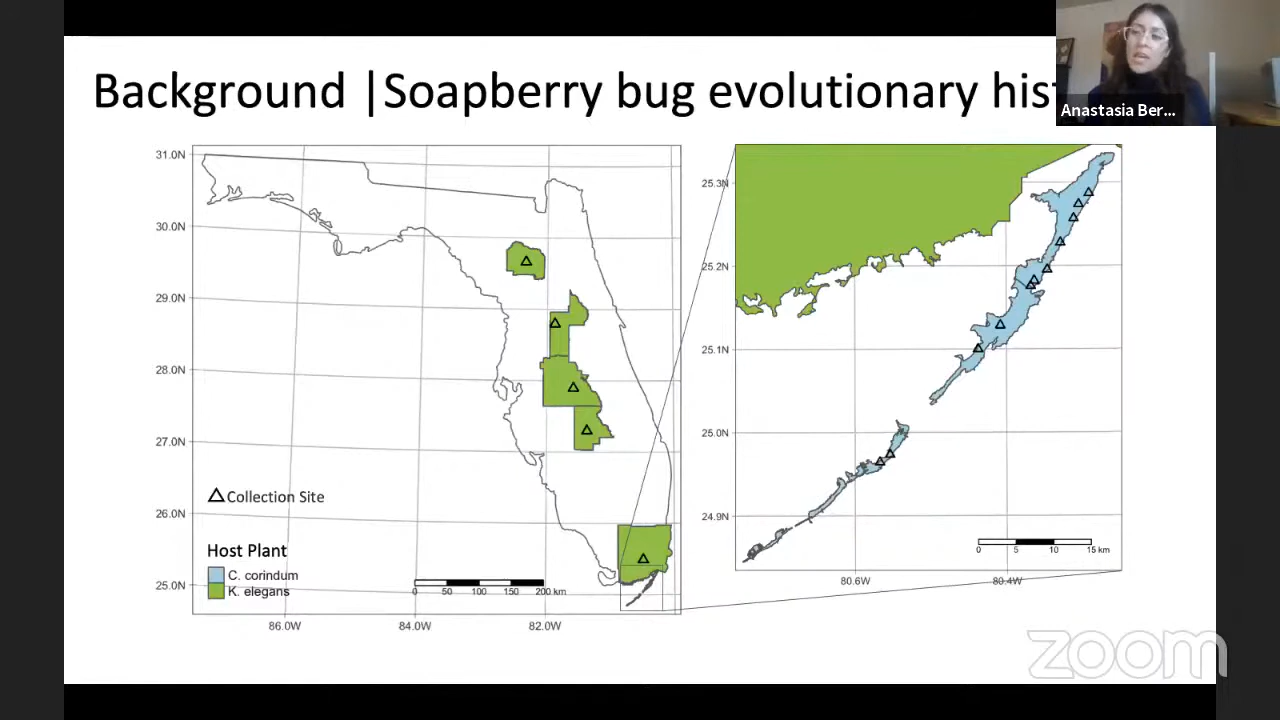 Background |Soapberry bug evolutionary hist
Anastasia Ber...
31.0N
30.0N
29.0N
28.0N
27.0N
26.0N
25.0N
86.0W
84.0W
82.0W
Collection Site
Host Plant
C. corindum
K. elegans
0 50 100 150 200 km
25.3N
25.2N
25.1N
25.0N
24.9N
80.6W
80.4W
0 5 10 15 km
zoom